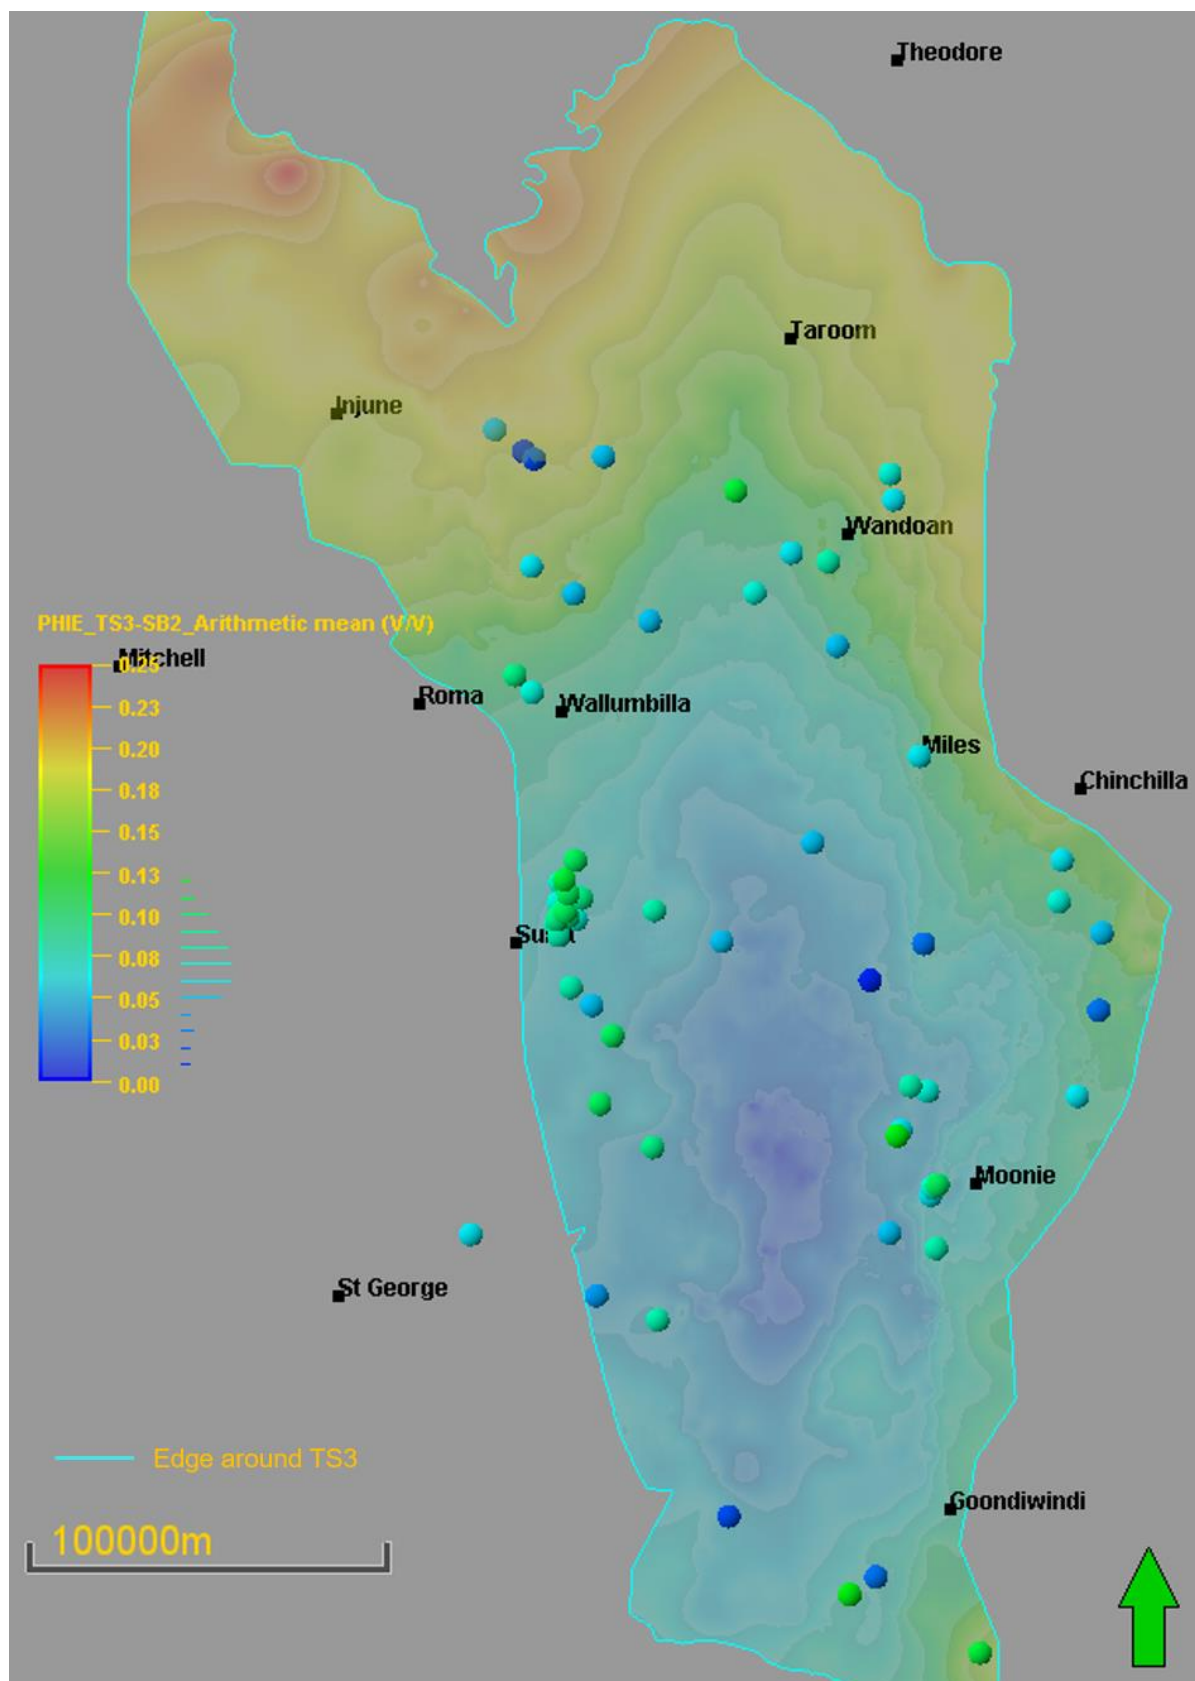 Theodore
Taroom
Injune
Wandoan
PHIE_TS3-SB2_Arithmetic mean (V/V)
Mitchell
0.25
0.23
0.20
0.18
0.15
0.13
0.08
0.05
0.03
0.00
Roma
Wallumbilla
Miles
Chinchilla
Moonie
St George
Edge around TS3
Goondiwindi
100000m